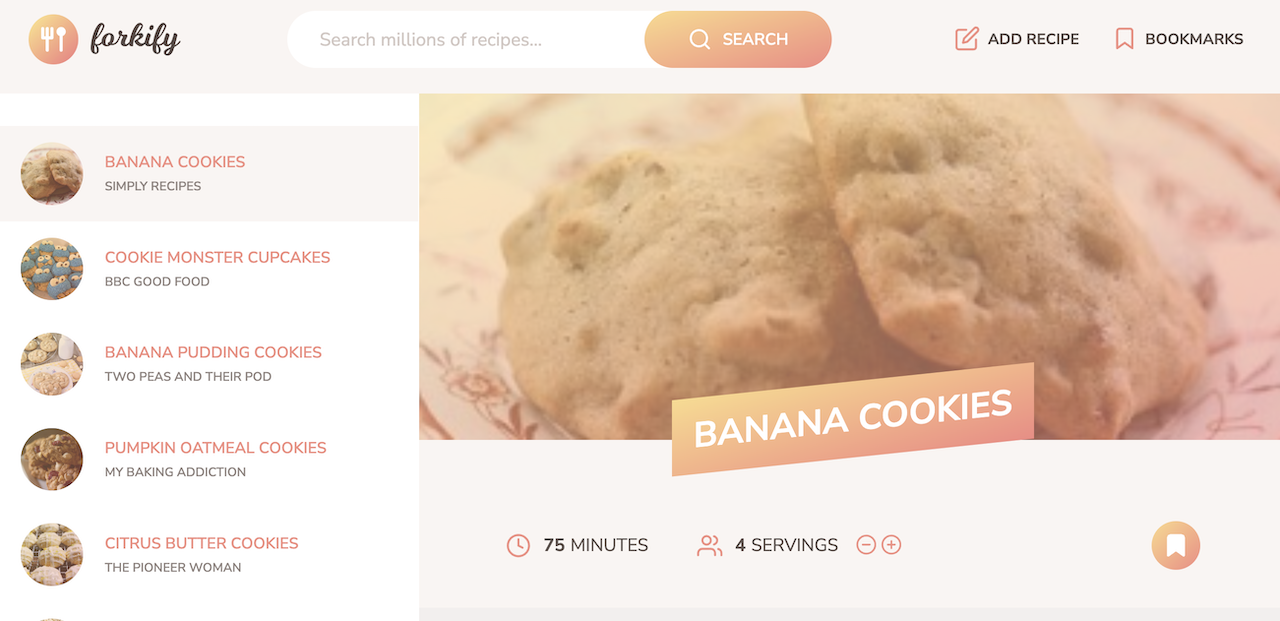 forkify
Search millions of recipes...
SEARCH
ADD RECIPE
BOOKMARKS
BANANA COOKIES
SIMPLY RECIPES
COOKIE MONSTER CUPCAKES
BBC GOOD FOOD
BANANA PUDDING COOKIES
TWO PEAS AND THEIR POD
PUMPKIN OATMEAL COOKIES
MY BAKING ADDICTION
CITRUS BUTTER COOKIES
THE PIONEER WOMAN
BANANA COOKIES
75 MINUTES
4 SERVINGS